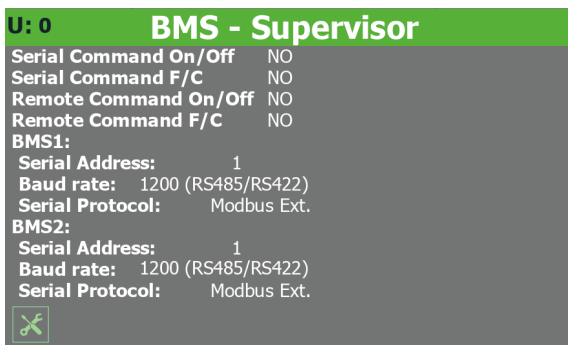 U: 0 BMS - Supervisor
Serial Command On/Off NO
Serial Command F/C NO
Remote Command On/Off NO
Remote Command F/C NO
BMS1:
Serial Address: 1
Baud rate: 1200 (RS485/RS422)
Serial Protocol: Modbus Ext.
BMS2:
Serial Address: 1
Baud rate: 1200 (RS485/RS422)
Serial Protocol: Modbus Ext.